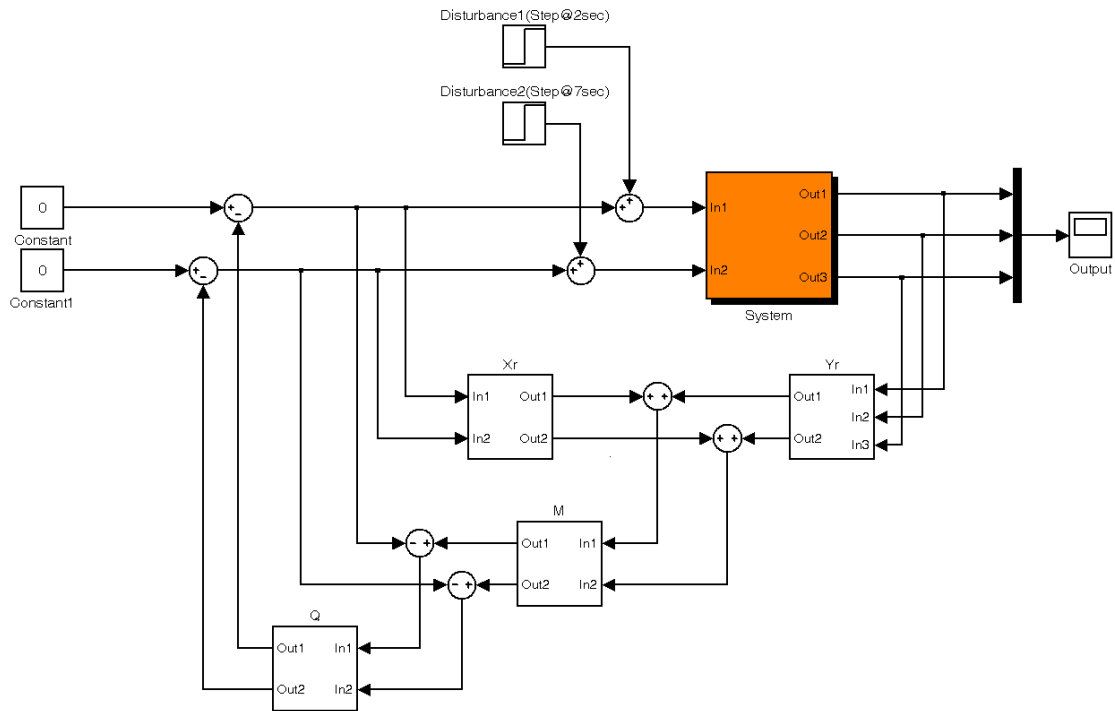 Disturbance1(Step@2sec)
Disturbance2(Step@7sec)
0
Constant
0
Constant1
+
-
+
-
+
+
+
+
In1
In2
Out1
Out2
Out3
System
Output
Xr
In1
In2
Out1
Out2
+ +
+ +
Yr
Out1
Out2
In1
In2
In3
M
Out1
Out2
In1
In2
- +
- +
Q
Out1
Out2
In1
In2